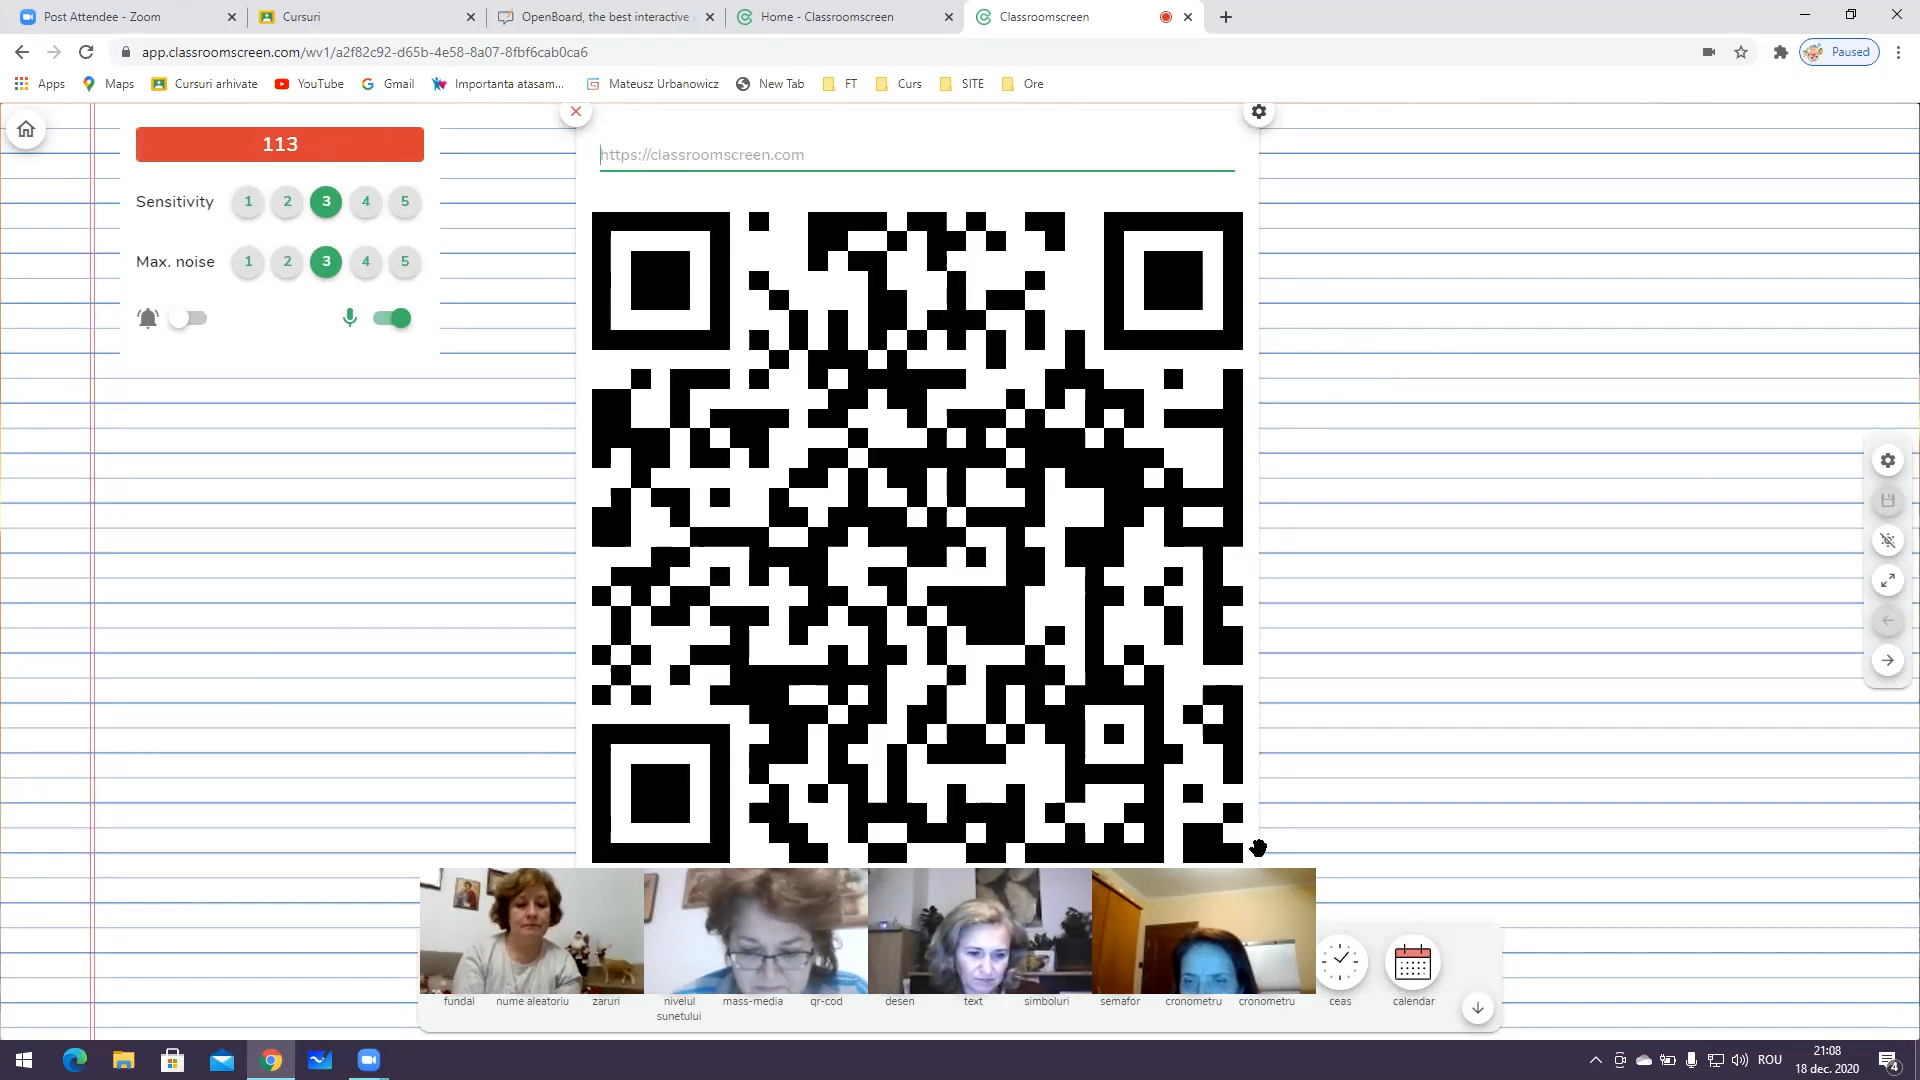 Post Attendee - Zoom
Cursuri
OpenBoard, the best interactive
Home - Classroomscreen
Classroomscreen
app.classroomscreen.com/wv1/a2f82c92-d65b-4e58-8a07-8fbf6cab0ca6
Paused
Apps
Maps
Cursuri arhivate
YouTube
Gmail
Importanta atasam...
Mateusz Urbanowicz
New Tab
FT
Curs
SITE
Ore
113
https://classroomscreen.com
Sensitivity 1 2 3 4 5
Max. noise 1 2 3 4 5
fundal
nume aleatoriu
zaruri
nivelul sunetului
mass-media
qr-cod
desen
text
simboluri
semafor
cronometru
cronometru
ceas
calendar
ROU
21:08
18 dec. 2020
4